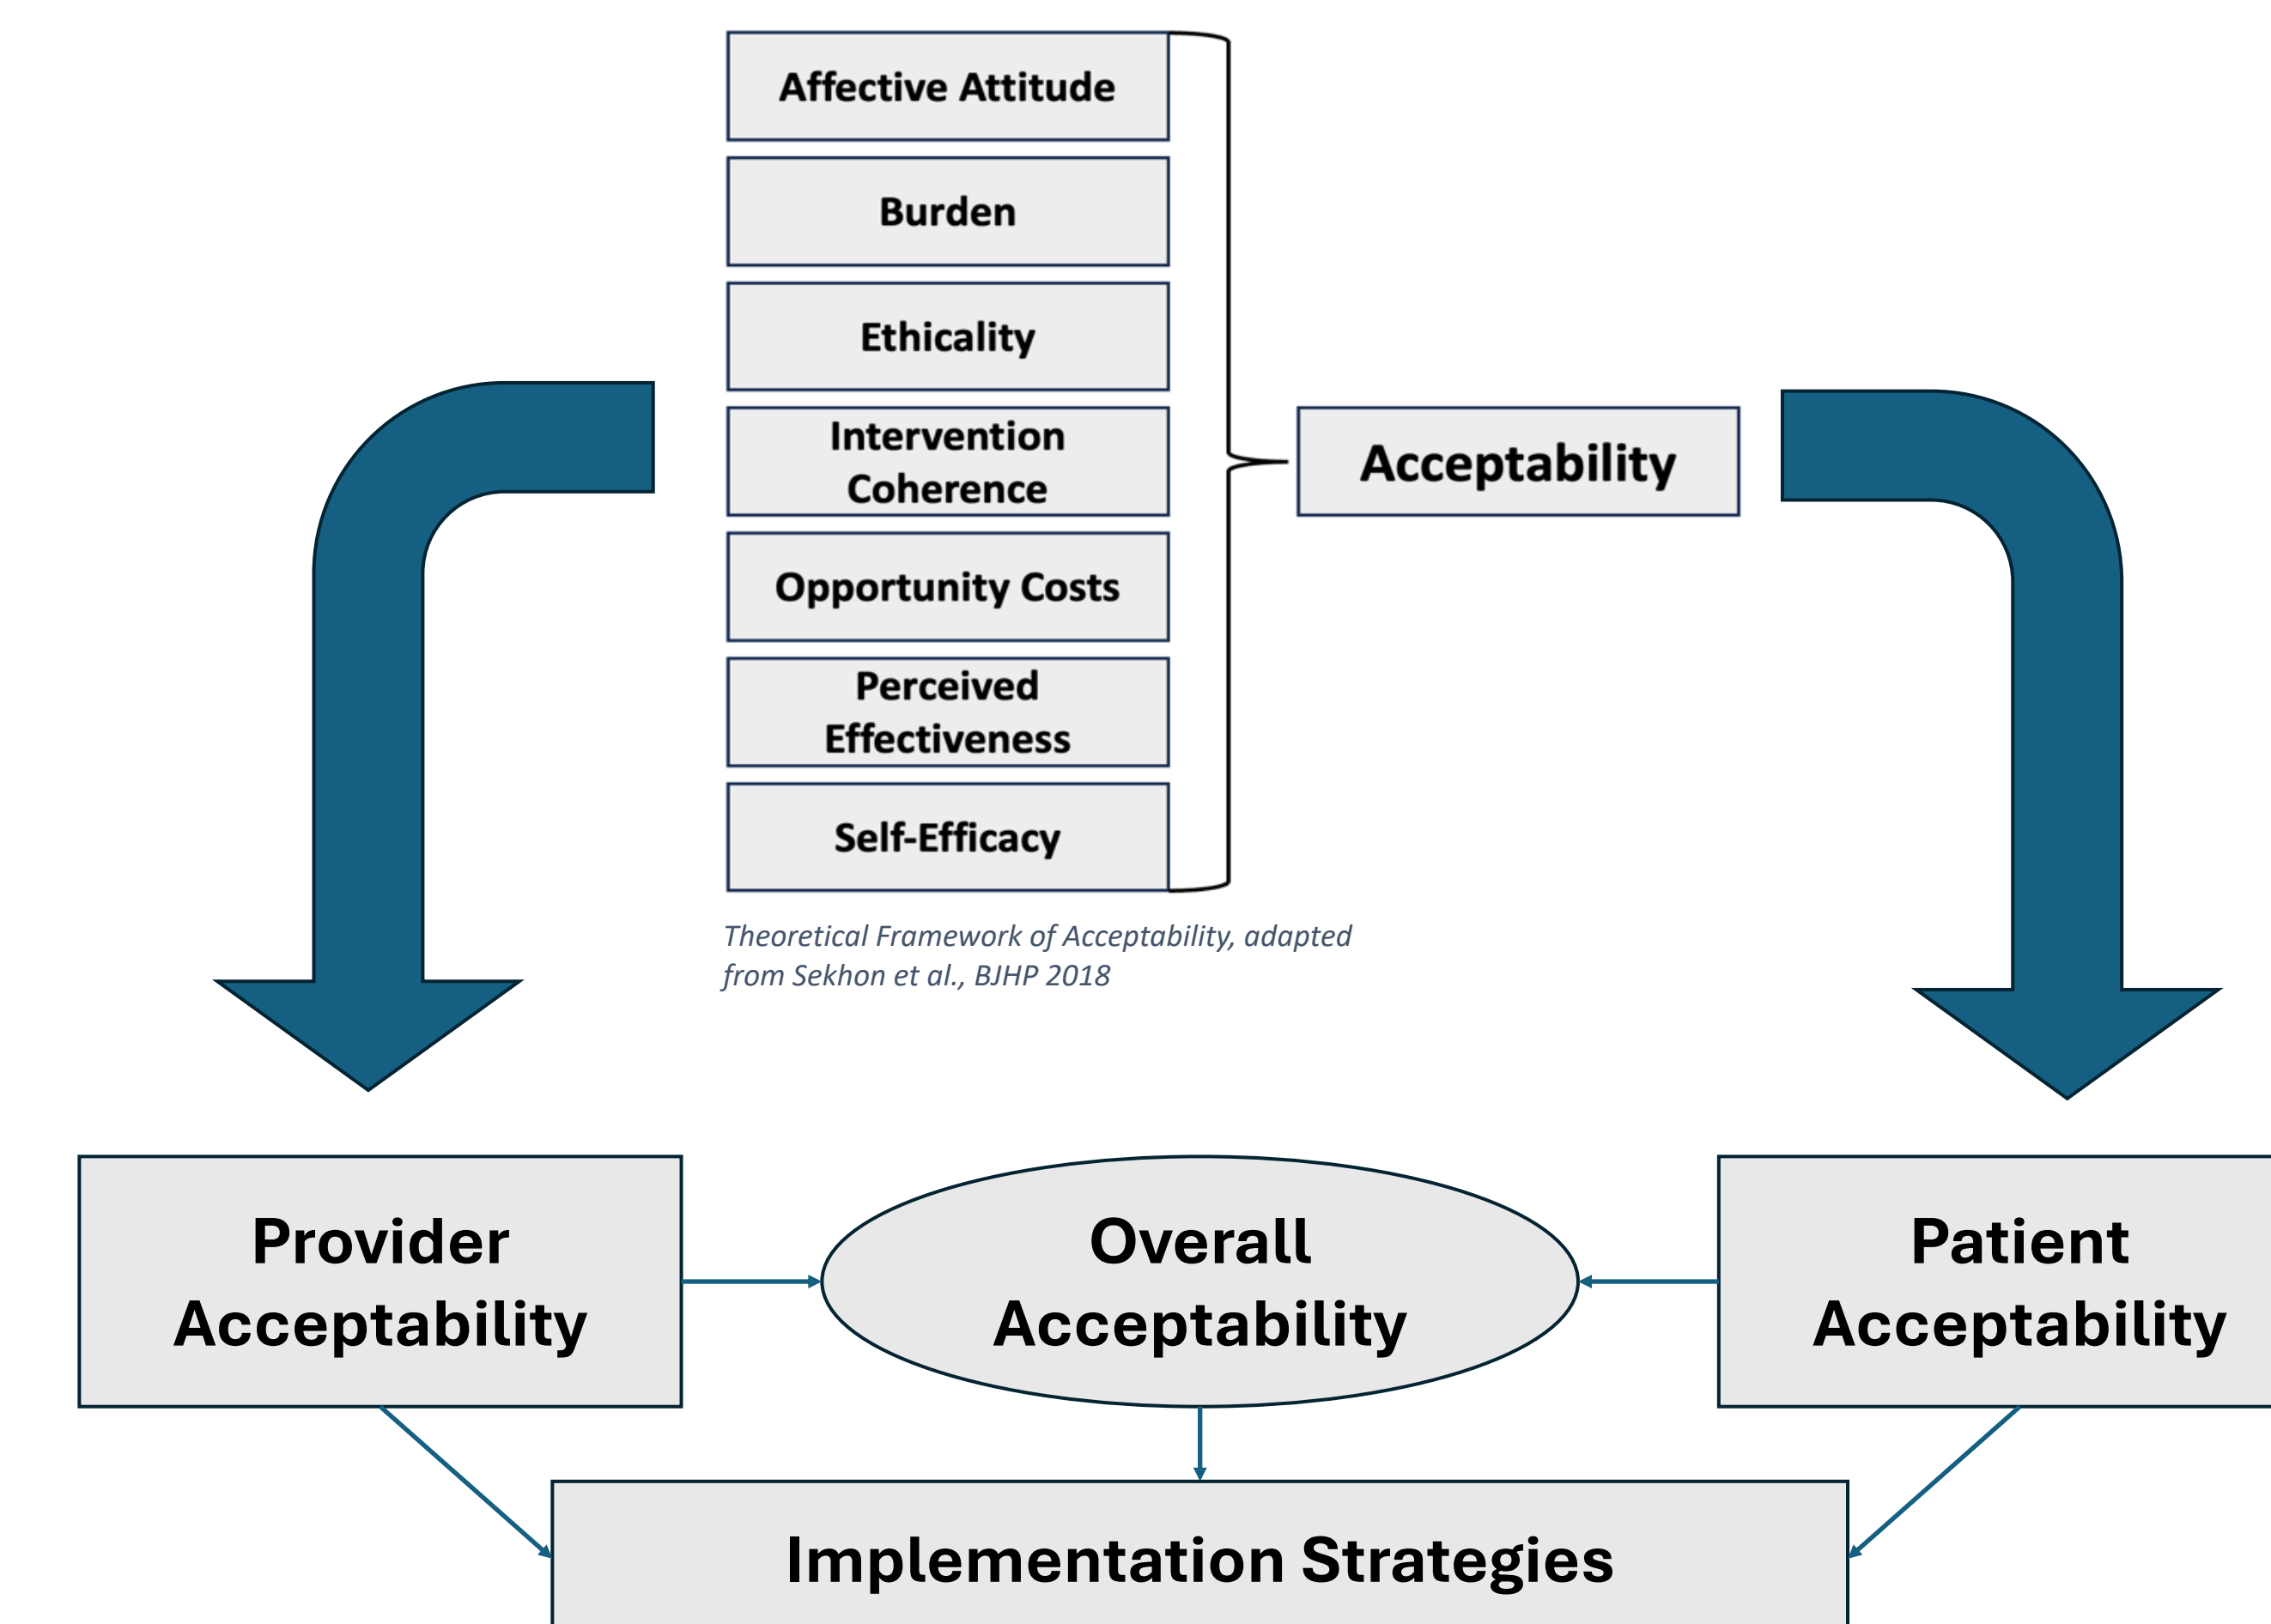 Affective Attitude
Burden
Ethicality
Intervention
Coherence
Opportunity Costs
Perceived
Effectiveness
Self-Efficacy
Acceptability
Theoretical Framework of Acceptability, adapted
from Sekhon et al., BJHP 2018
Provider
Acceptability
Overall
Acceptability
Patient
Acceptability
Implementation Strategies